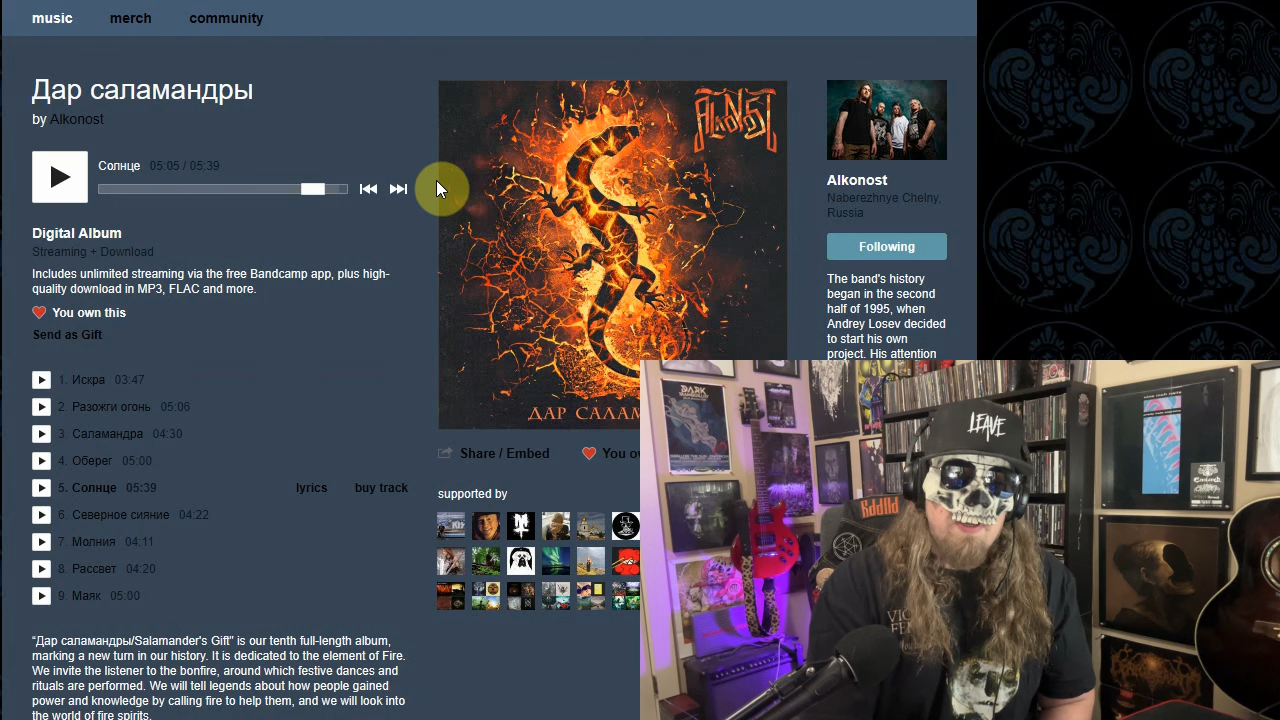 music merch community
Дар саламандры
by Alkonost
Солнце 05:05 / 05:39
Digital Album
Streaming + Download
Includes unlimited streaming via the free Bandcamp app, plus high-
quality download in MP3, FLAC and more.
You own this
Send as Gift
1. Искра 03:47
2. Разожги огонь 05:06
3. Саламандра 04:30
4. Оберег 05:00
5. Солнце 05:39 lyrics buy track
6. Северное сияние 04:22
7. Молния 04:11
8. Рассвет 04:20
9. Маяк 05:00
"Дар саламандры/Salamander's Gift" is our tenth full-length album,
marking a new turn in our history. It is dedicated to the element of Fire.
We invite the listener to the bonfire, around which festive dances and
rituals are performed. We will tell legends about how people gained
power and knowledge by calling fire to help them, and we will look into
the world of fire spirits.
ALKONOST
ДАР САЛАМ
Share / Embed You ow
supported by
Alkonost
Naberezhnye Chelny,
Russia
Following
The band's history
began in the second
half of 1995, when
Andrey Losev decided
to start his own
project. His attention
DARK
LEAVE